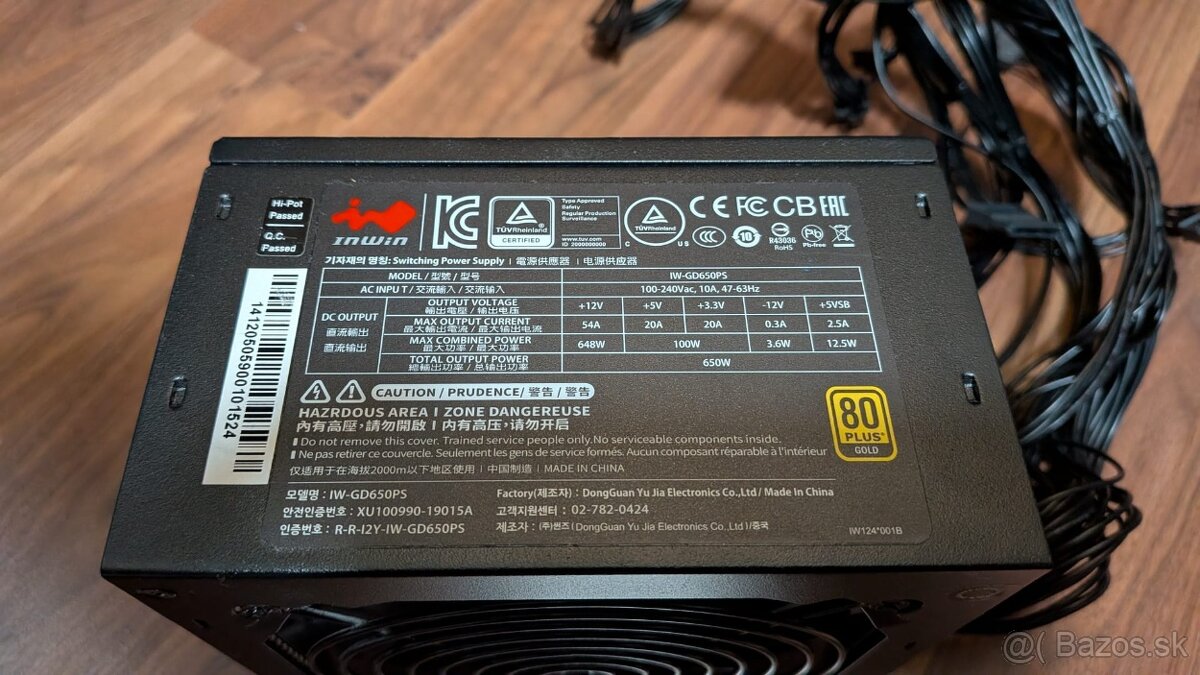 Hi-Pot
Passed
Q.C.
Passed
InWin
KC
TÜVRheinland
CERTIFIED
Type Approved
Safety
Regular Production
Surveillance
www.tuv.com
ID 2000000000
TÜVRheinland
C US
CE FCC CB EAC
CCC
10
R43036
RoHS
Pb
Pb-free
기자재의 명칭: Switching Power Supply | 電源供應器 | 电源供应器
MODEL / 型號 / 型号 IW-GD650PS
AC INPUT / 交流輸入 / 交流输入 100-240Vac, 10A, 47-63Hz
DC OUTPUT
直流輸出
直流输出
OUTPUT VOLTAGE
輸出電壓 / 输出电压
+12V +5V +3.3V -12V +5VSB
MAX OUTPUT CURRENT
最大輸出電流 / 最大输出电流
54A 20A 20A 0.3A 2.5A
MAX COMBINED POWER
最大功率 / 最大功率
648W 100W 3.6W 12.5W
TOTAL OUTPUT POWER
總輸出功率 / 总输出功率
650W
CAUTION / PRUDENCE/ 警告 / 警告
HAZRDOUS AREA | ZONE DANGEREUSE
內有高壓，請勿開啟 | 内有高压，请勿开启
Do not remove this cover. Trained service people only.No serviceable components inside.
Ne pas retirer ce couvercle. Seulement les gens de service formés. Aucun composant réparable à l'intérieur
仅适用于在海拔2000m以下地区使用 | 中国制造 | MADE IN CHINA
80
PLUS
GOLD
모델명 : IW-GD650PS
안전인증번호 : XU100990-19015A
인증번호: R-R-I2Y-IW-GD650PS
Factory(제조자) : DongGuan Yu Jia Electronics Co.,Ltd/ Made In China
고객지원센터 : 02-782-0424
제조자 : (주)썬즈 (DongGuan Yu Jia Electronics Co.,Ltd )/중국
IW124*001B
14120505900101524
@( Bazos.sk